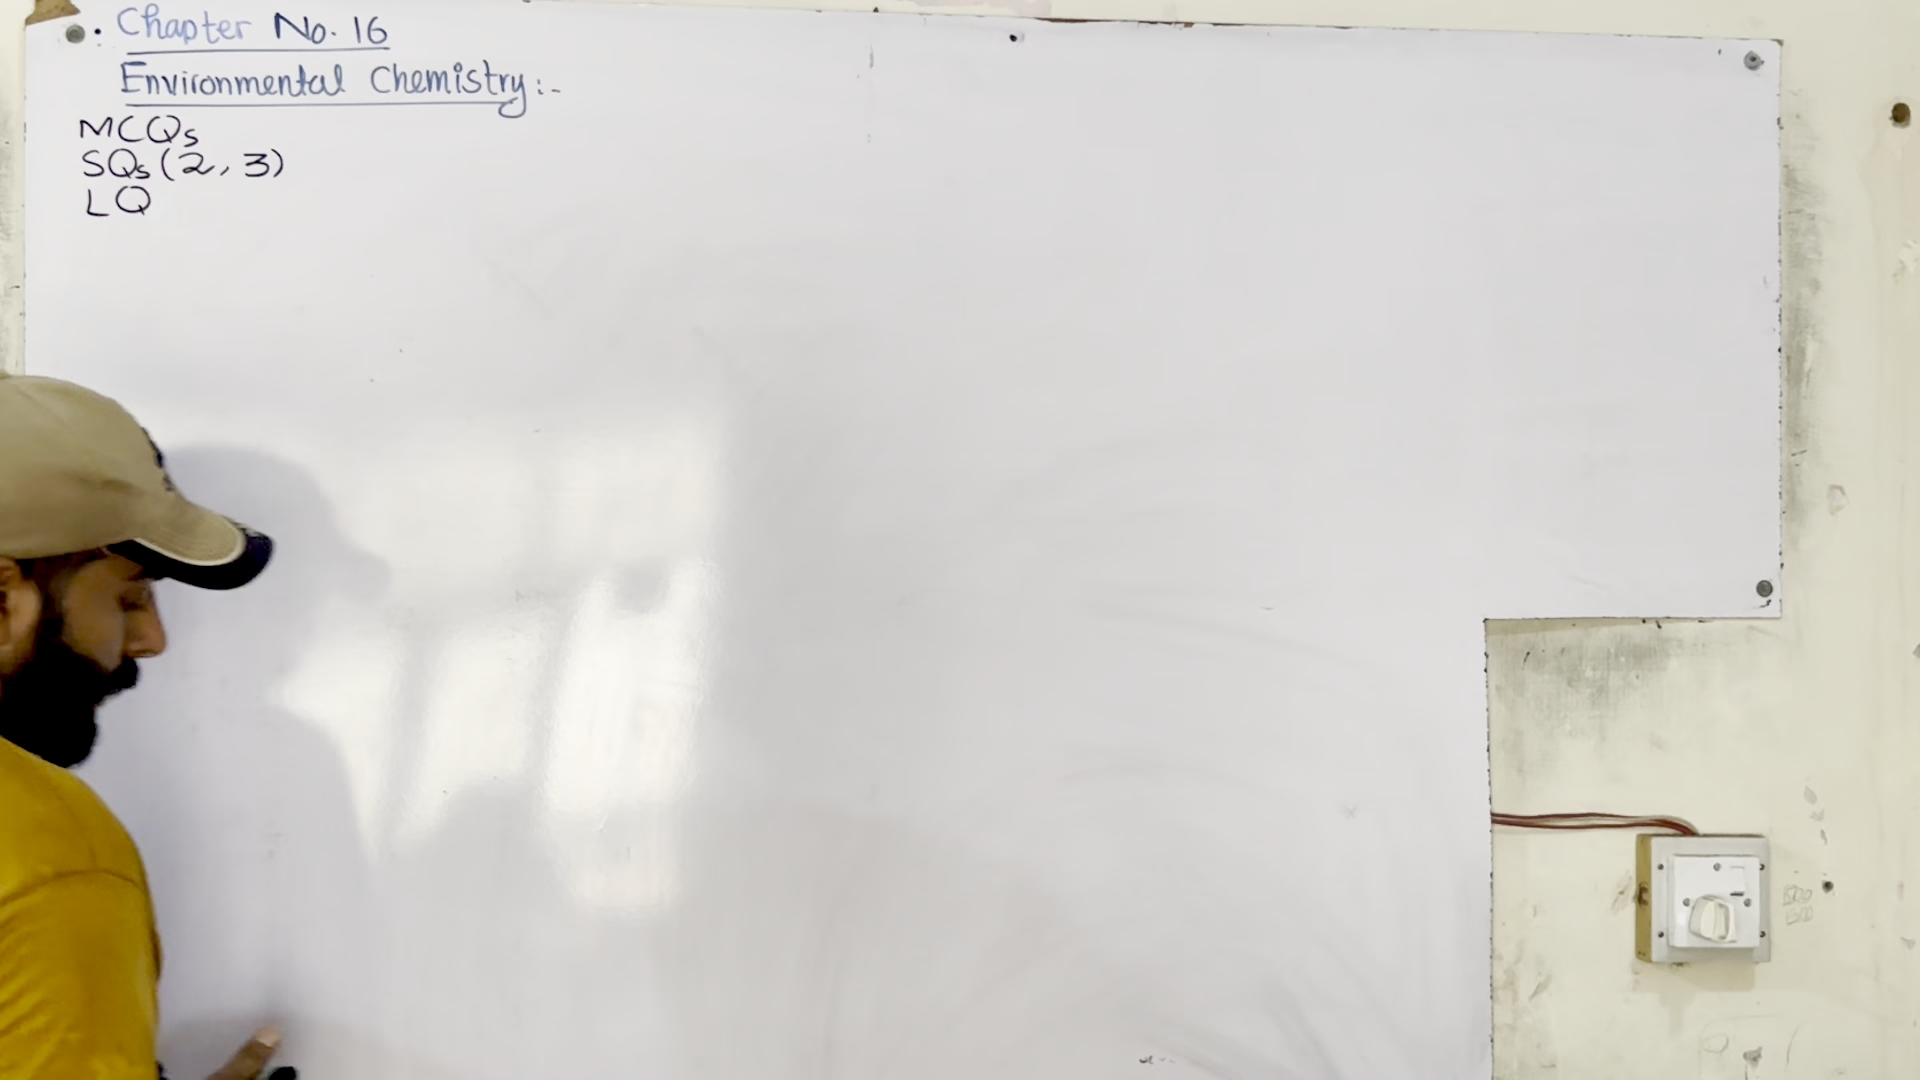 Chapter No. 16
Environmental Chemistry:-
MCQs
SQs (2, 3)
LQ